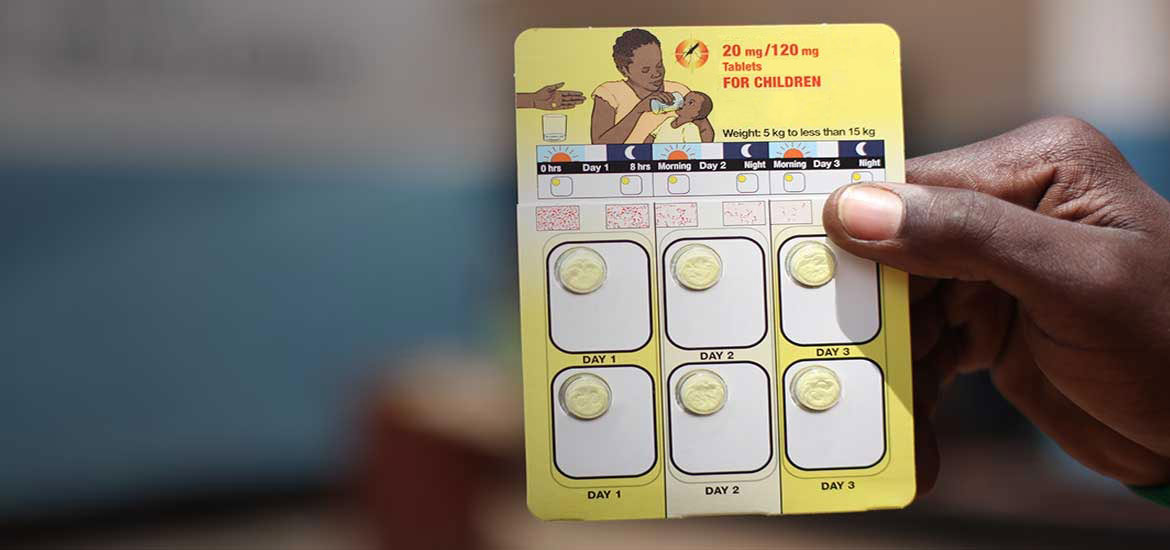 20 mg/120 mg
Tablets
FOR CHILDREN
Weight: 5 kg to less than 15 kg
0 hrs Day 1 8 hrs Morning Day 2 Night Morning Day 3 Night
DAY 1 DAY 2 DAY 3
DAY 1 DAY 2 DAY 3